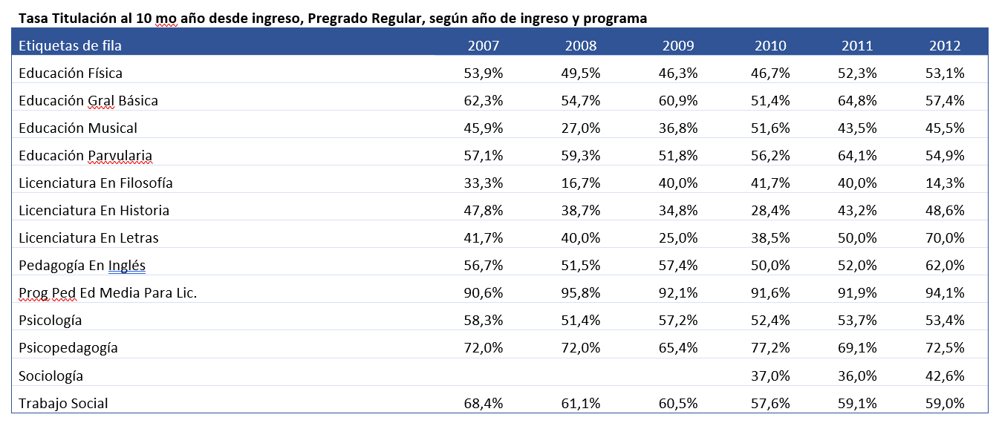 Tasa Titulación al 10 mo año desde ingreso, Pregrado Regular, según año de ingreso y programa
Etiquetas de fila 2007 2008 2009 2010 2011 2012
Educación Física 53,9% 49,5% 46,3% 46,7% 52,3% 53,1%
Educación Gral Básica 62,3% 54,7% 60,9% 51,4% 64,8% 57,4%
Educación Musical 45,9% 27,0% 36,8% 51,6% 43,5% 45,5%
Educación Parvularia 57,1% 59,3% 51,8% 56,2% 64,1% 54,9%
Licenciatura En Filosofía 33,3% 16,7% 40,0% 41,7% 40,0% 14,3%
Licenciatura En Historia 47,8% 38,7% 34,8% 28,4% 43,2% 48,6%
Licenciatura En Letras 41,7% 40,0% 25,0% 38,5% 50,0% 70,0%
Pedagogía En Inglés 56,7% 51,5% 57,4% 50,0% 52,0% 62,0%
Prog Ped Ed Media Para Lic. 90,6% 95,8% 92,1% 91,6% 91,9% 94,1%
Psicología 58,3% 51,4% 57,2% 52,4% 53,7% 53,4%
Psicopedagogía 72,0% 72,0% 65,4% 77,2% 69,1% 72,5%
Sociología 37,0% 36,0% 42,6%
Trabajo Social 68,4% 61,1% 60,5% 57,6% 59,1% 59,0%